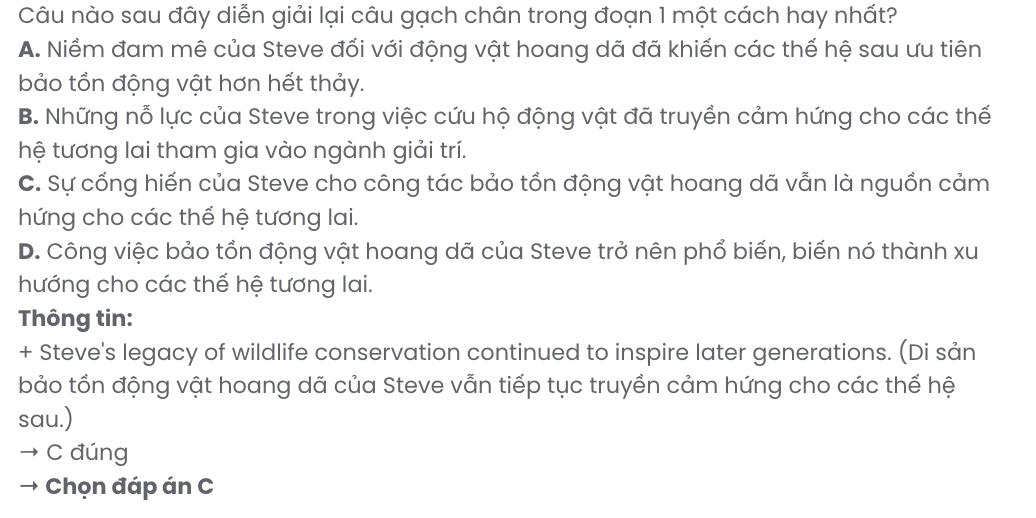 Câu nào sau đây diễn giải lại câu gạch chân trong đoạn 1 một cách hay nhất?
A. Niềm đam mê của Steve đối với động vật hoang dã đã khiến các thế hệ sau ưu tiên
bảo tồn động vật hơn hết thảy.
B. Những nỗ lực của Steve trong việc cứu hộ động vật đã truyền cảm hứng cho các thế
hệ tương lai tham gia vào ngành giải trí.
C. Sự cống hiến của Steve cho công tác bảo tồn động vật hoang dã vẫn là nguồn cảm
hứng cho các thế hệ tương lai.
D. Công việc bảo tồn động vật hoang dã của Steve trở nên phổ biến, biến nó thành xu
hướng cho các thế hệ tương lai.
Thông tin:
+ Steve's legacy of wildlife conservation continued to inspire later generations. (Di sản
bảo tồn động vật hoang dã của Steve vẫn tiếp tục truyền cảm hứng cho các thế hệ
sau.)
→ C đúng
→ Chọn đáp án C